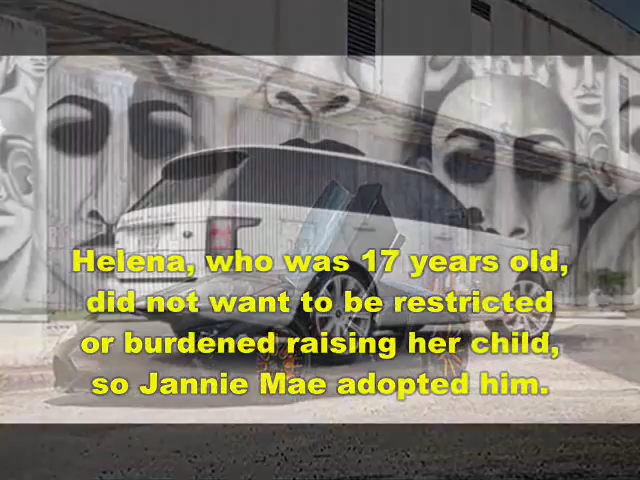 Helena, who was 17 years old,
did not want to be restricted
or burdened raising her child,
so Jannie Mae adopted him.